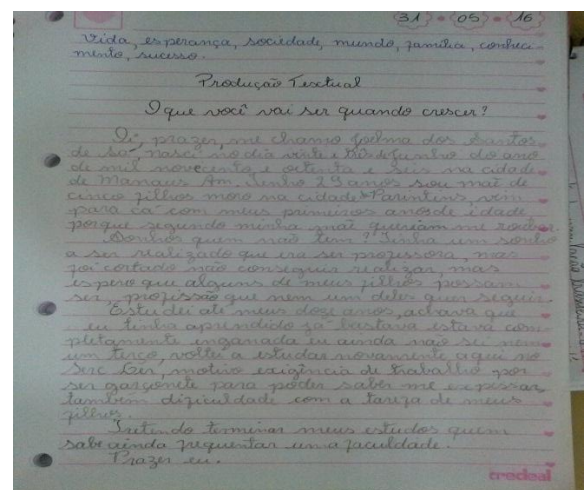 31 - 05 - 16
Vida, esperança, sociedade, mundo, família, conheci-
mento, sucesso.
Produção Textual
O que você vai ser quando crescer?
Oi, prazer, me chamo Joelma dos Santos
de Sá, nasci no dia vinte e três de junho do ano
de mil novecento e oitenta e seis na cidade
de Manaus Am. Tenho 29 anos sou mãe de
cinco filhos moro na cidade Parintins, vim
para cá com meus primeiros anos de idade,
porque segundo minha mãe queriam me roubar.
Sonhos quem não tem? Tinha um sonho
a ser realizado que era ser professora, mas
foi cortado não conseguir realizar, mas
espero que alguns de meus filhos possam
ser, profissão que nem um deles quer seguir.
Estudei até meus doze anos, achava que
eu tinha aprendido já bastava estava com-
pletamente inganada eu ainda não sei nem
um terço, voltei a estudar novamente aqui no
Sesc Ler, motivo exigência de trabalho por
ser garçonete para poder saber me expressar
também dificuldade com a tarefa de meus
filhos.
Pretendo terminar meus estudos quem
sabe ainda frequentar uma faculdade.
Prazer eu.
credeal